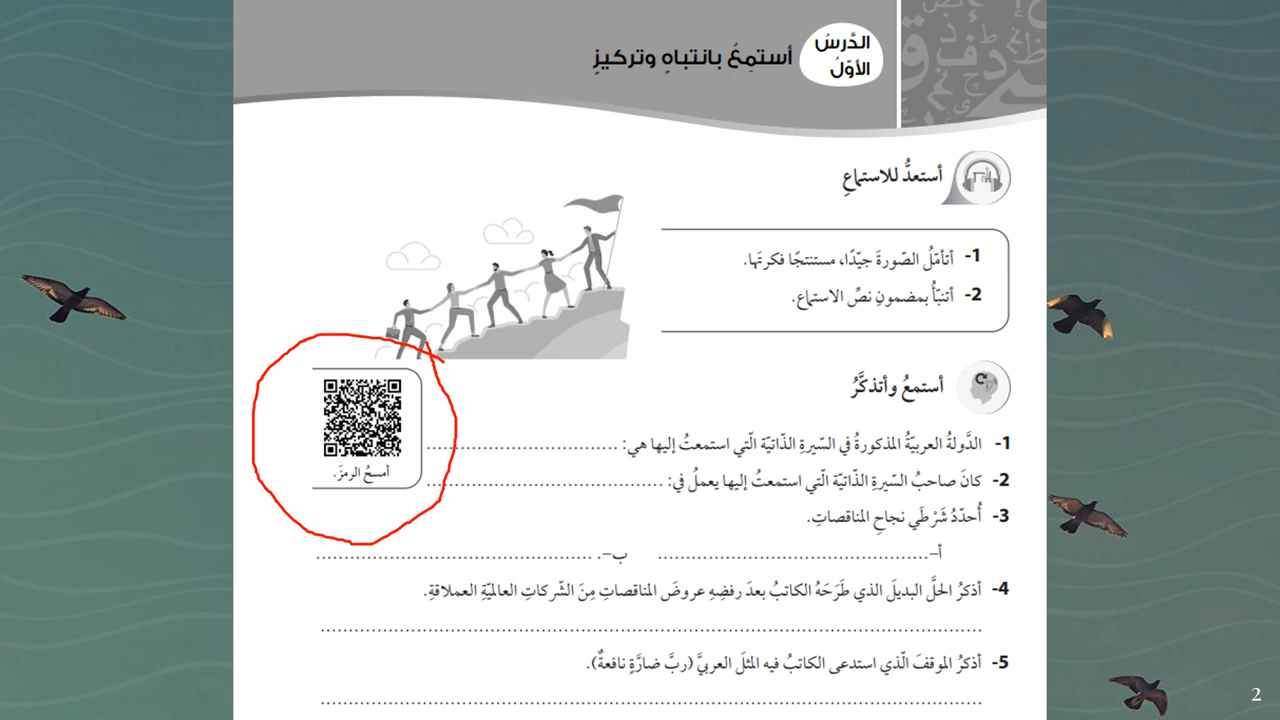 الدَّرسُ
الأوّلُ
أستمِعُ بانتباهٍ وتركيزٍ
أستعدُّ للاستماعِ
1- أتأمّلُ الصّورةَ جيّدًا، مستنتجًا فكرتَها.
2- أتنبّأُ بمضمونِ نصِّ الاستماع.
أستمعُ وأتذكَّرُ
أمسحُ الرمزَ.
1- الدَّولةُ العربيّةُ المذكورةُ في السّيرةِ الذّاتيّة الّتي استمعتُ إليها هي: ..................................
2- كانَ صاحبُ السّيرةِ الذّاتيّة الّتي استمعتُ إليها يعملُ في: ..........................................
3- أُحدّدُ شَرْطَي نجاحِ المناقصاتِ.
أ-................................................. ب-. ..................................................
4- أذكرُ الحلَّ البديلَ الذي طَرَحَهُ الكاتبُ بعدَ رفضِهِ عروضَ المناقصاتِ مِنَ الشّركاتِ العالميّةِ العملاقةِ.
........................................................................................................................
5- أذكرُ الموقفَ الّذي استدعى الكاتبُ فيه المثلَ العربيَّ (ربَّ ضارَّةٍ نافعةٌ).
........................................................................................................................
2